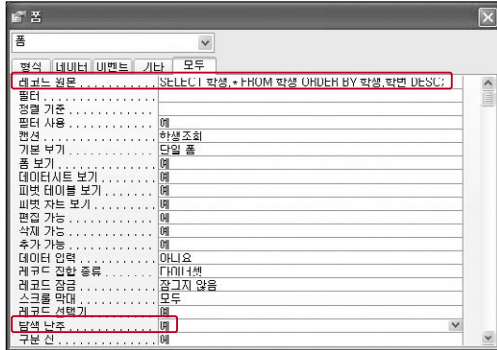 폼
폼
형식 데이터 이벤트 기타 모두
레코드 원본 . . . . . . . . . . . SELECT 학생.* FROM 학생 ORDER BY 학생.학번 DESC;
필터 . . . . . . . . . . . . . . . . .
정렬 기준 . . . . . . . . . . . . .
필터 사용 . . . . . . . . . . . . . 예
캡션 . . . . . . . . . . . . . . . . . 학생조회
기본 보기 . . . . . . . . . . . . . 단일 폼
폼 보기 . . . . . . . . . . . . . . . 예
데이터시트 보기 . . . . . . . . 예
피벗 테이블 보기 . . . . . . . 예
피벗 차트 보기 . . . . . . . . . 예
편집 가능 . . . . . . . . . . . . . 예
삭제 가능 . . . . . . . . . . . . . 예
추가 가능 . . . . . . . . . . . . . 예
데이터 입력 . . . . . . . . . . . 아니요
레코드 집합 종류 . . . . . . . 다이너셋
레코드 잠금 . . . . . . . . . . . 잠그지 않음
스크롤 막대 . . . . . . . . . . . 모두
레코드 선택기 . . . . . . . . . 예
탐색 단추 . . . . . . . . . . . . . 예
구분 선 . . . . . . . . . . . . . . . 예